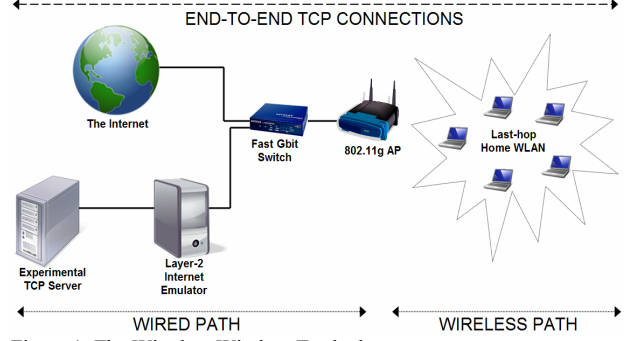 END-TO-END TCP CONNECTIONS
The Internet
Fast Gbit
Switch
802.11g AP
Last-hop
Home WLAN
Experimental
TCP Server
Layer-2
Internet
Emulator
WIRED PATH
WIRELESS PATH